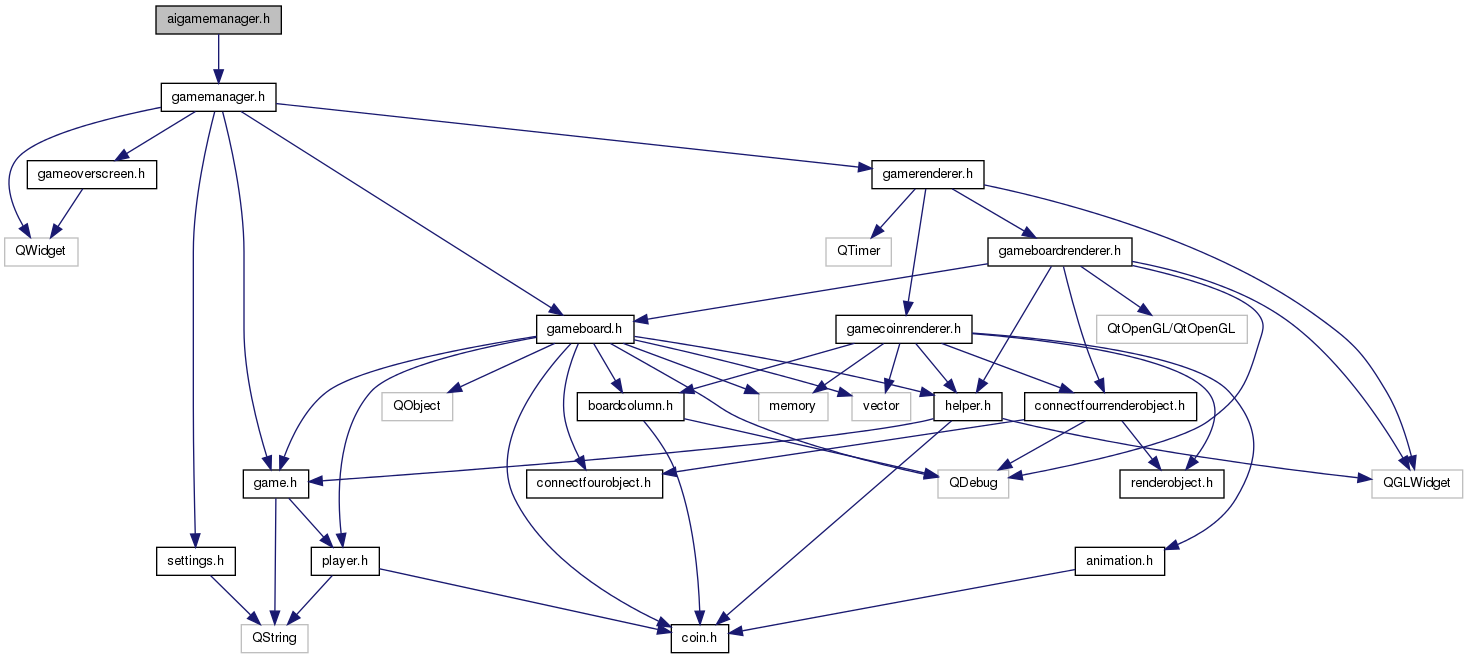 aigamemanager.h
gamemanager.h
gameoverscreen.h
gamerenderer.h
QWidget
QTimer
gameboardrenderer.h
gameboard.h
gamecoinrenderer.h
QtOpenGL/QtOpenGL
QObject
boardcolumn.h
memory
vector
helper.h
connectfourrenderobject.h
game.h
connectfourobject.h
QDebug
renderobject.h
QGLWidget
settings.h
player.h
animation.h
QString
coin.h